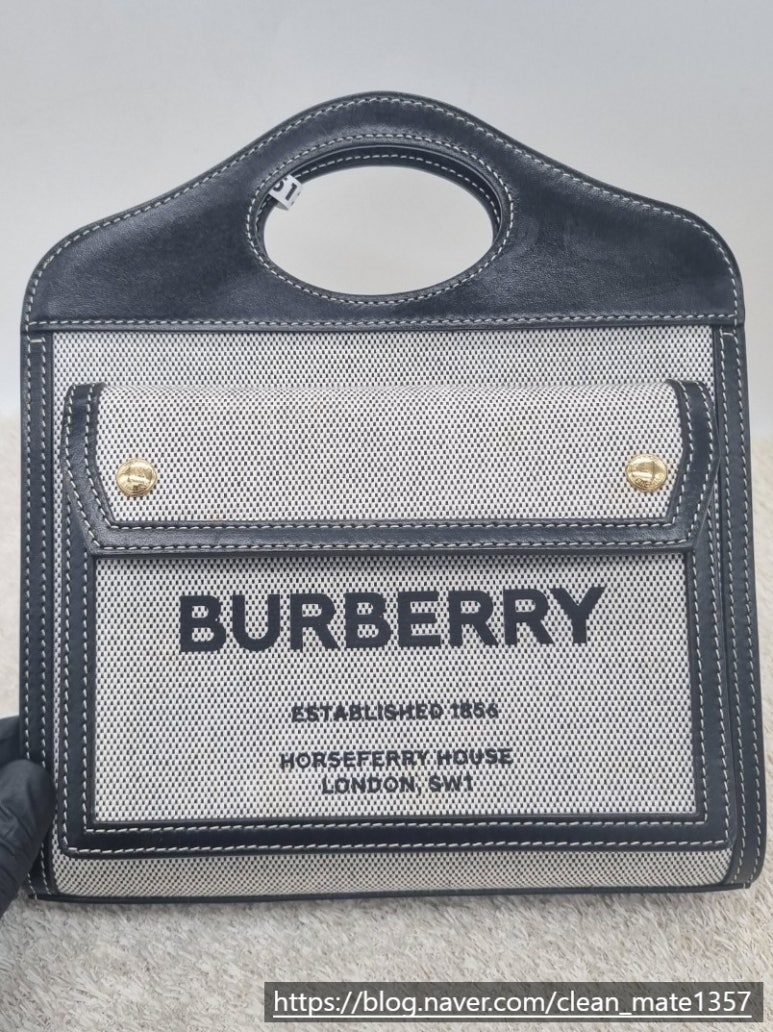 BURBERRY
ESTABLISHED 1856
HORSEFERRY HOUSE
LONDON, SW1
https://blog.naver.com/clean_mate1357